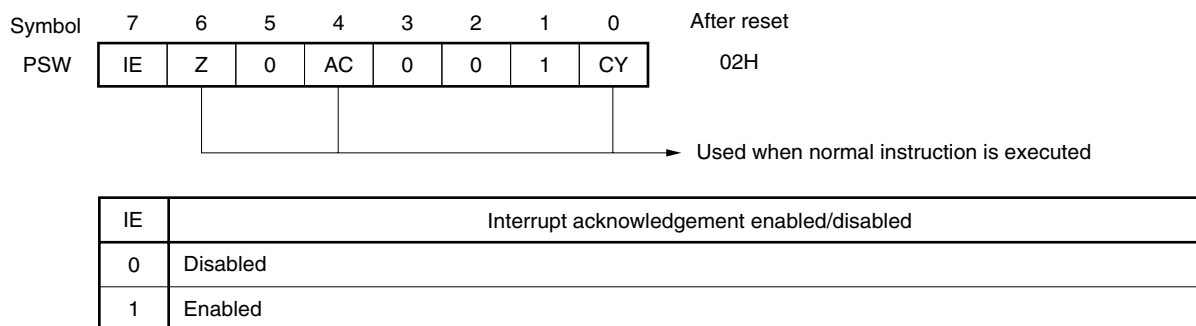 Symbol 7 6 5 4 3 2 1 0 After reset
PSW IE Z 0 AC 0 0 1 CY 02H
Used when normal instruction is executed
IE Interrupt acknowledgement enabled/disabled
0 Disabled
1 Enabled